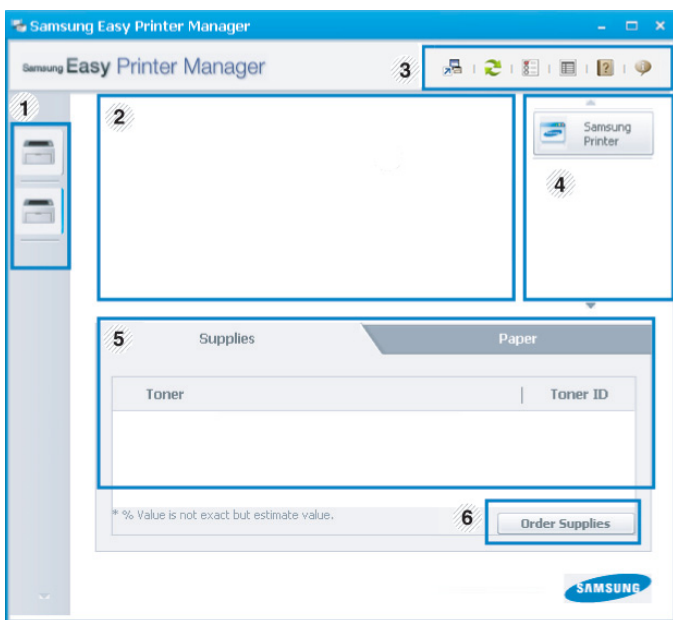 Samsung Easy Printer Manager
Samsung Easy Printer Manager
3
1
2
Samsung
Printer
4
5
Supplies
Paper
Toner
Toner ID
* % Value is not exact but estimate value.
6
Order Supplies
SAMSUNG